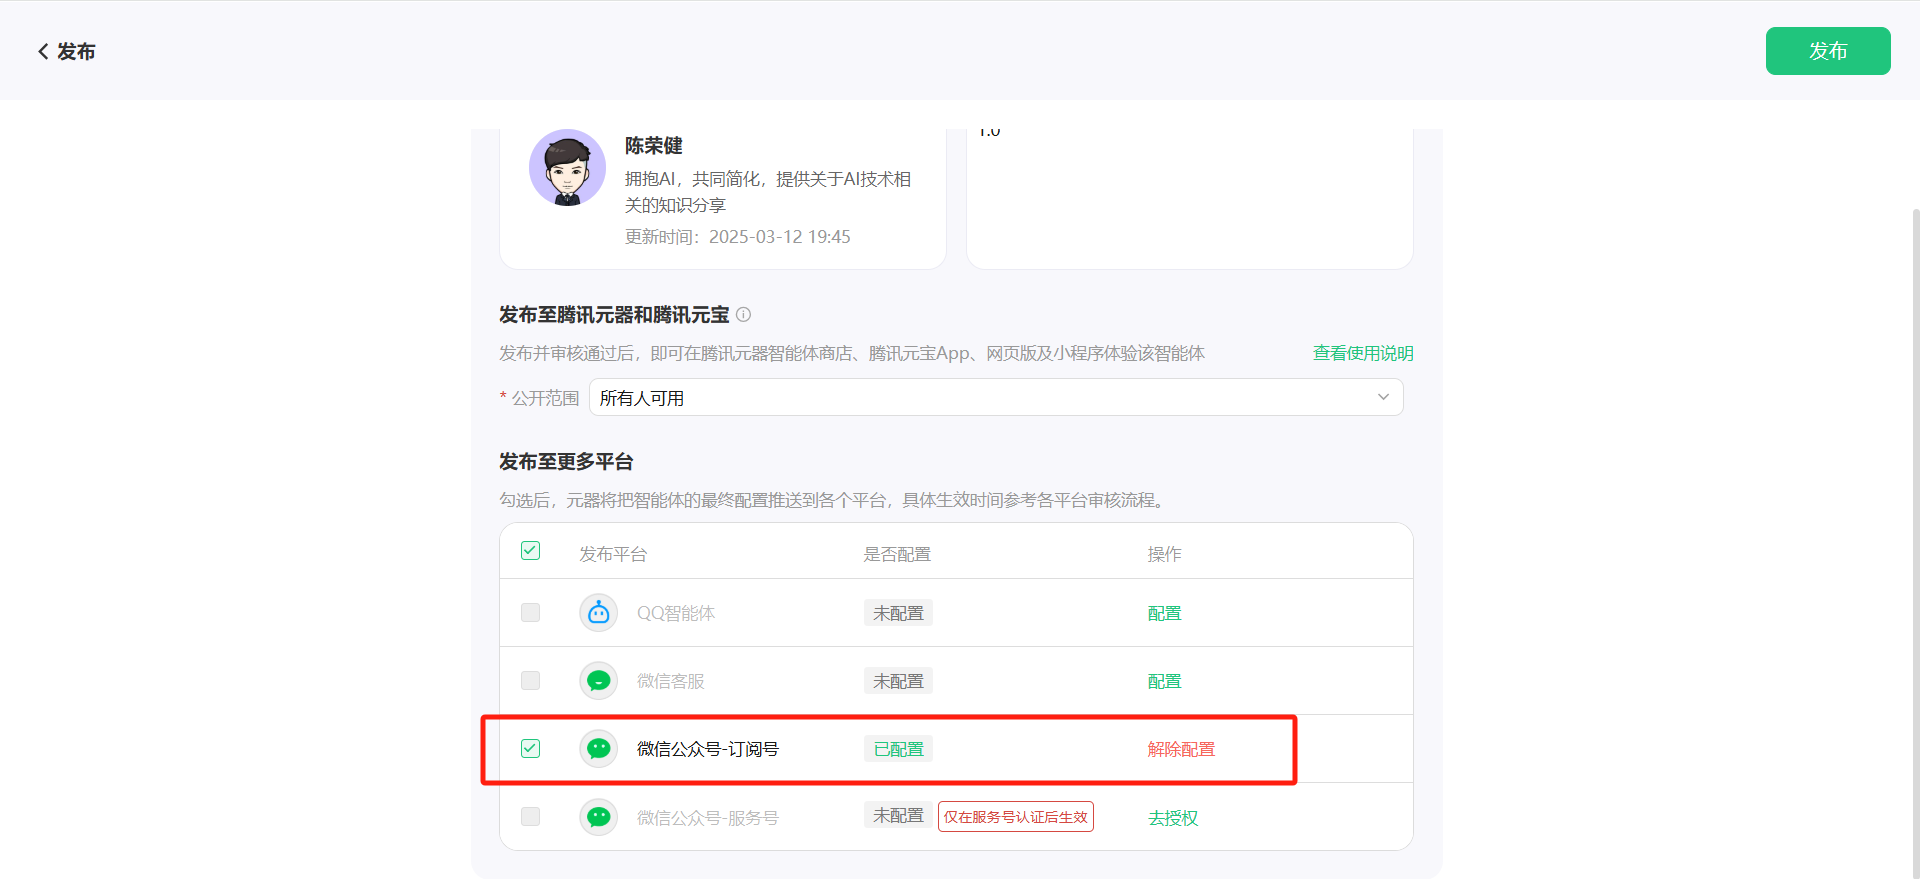 发布
发布
陈荣健
拥抱AI，共同简化，提供关于AI技术相
关的知识分享
更新时间：2025-03-12 19:45
1.0
发布至腾讯元器和腾讯元宝
发布并审核通过后，即可在腾讯元器智能体商店、腾讯元宝App、网页版及小程序体验该智能体
查看使用说明
* 公开范围 所有人可用
发布至更多平台
勾选后，元器将把智能体的最终配置推送到各个平台，具体生效时间参考各平台审核流程。
发布平台 是否配置 操作
QQ智能体 未配置 配置
微信客服 未配置 配置
微信公众号-订阅号 已配置 解除配置
微信公众号-服务号 未配置 仅在服务号认证后生效 去授权